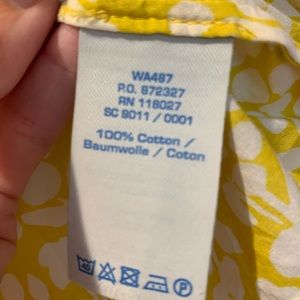 WA487
P.O. 872327
RN 118027
SC 9011 / 0001
100% Cotton /
Baumwolle / Coton